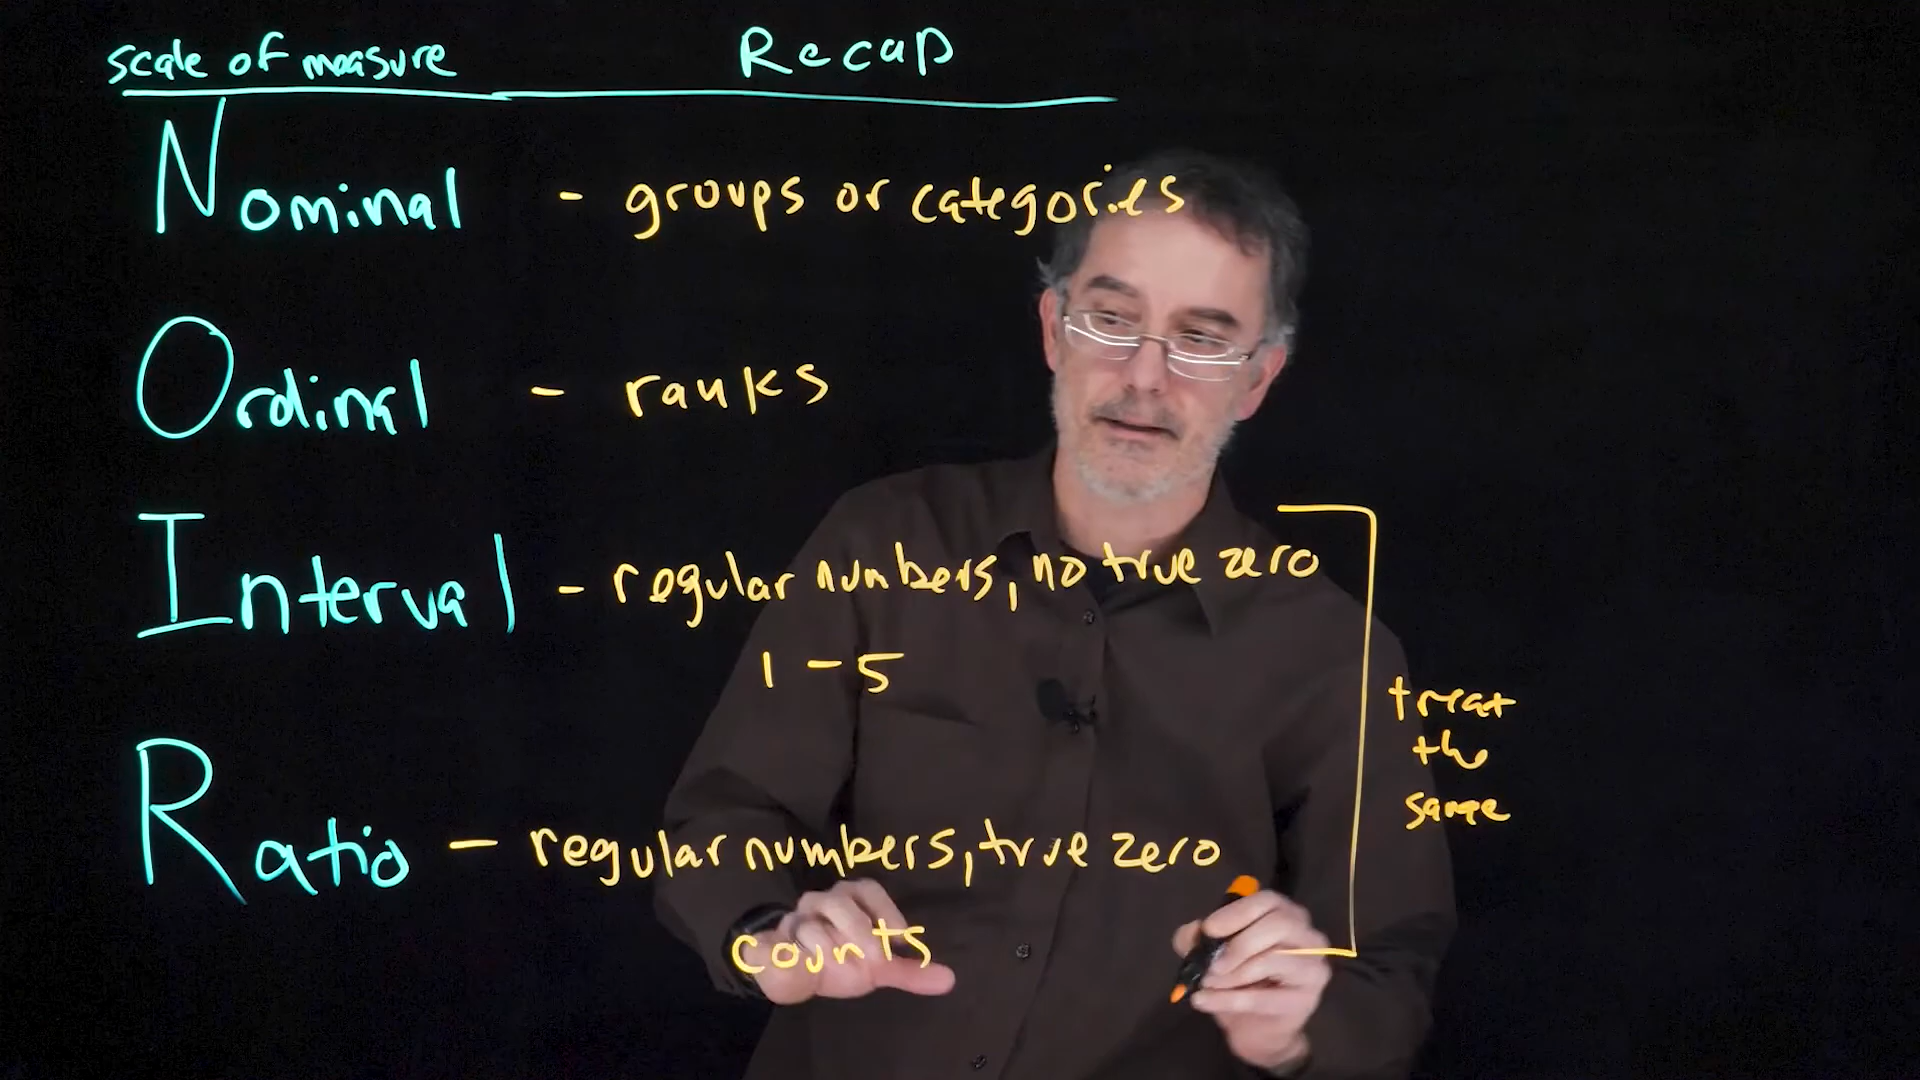 scale of measure Recap
Nominal - groups or categories
Ordinal - ranks
Interval - regular numbers, no true zero
1 - 5
treat
the
same
Ratio - regular numbers, true zero
counts